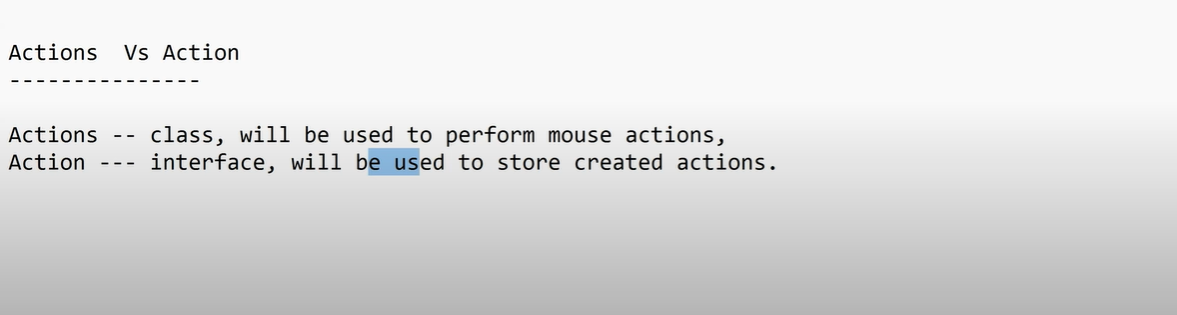 Actions  Vs Action
---------------
Actions -- class, will be used to perform mouse actions,
Action --- interface, will be used to store created actions.